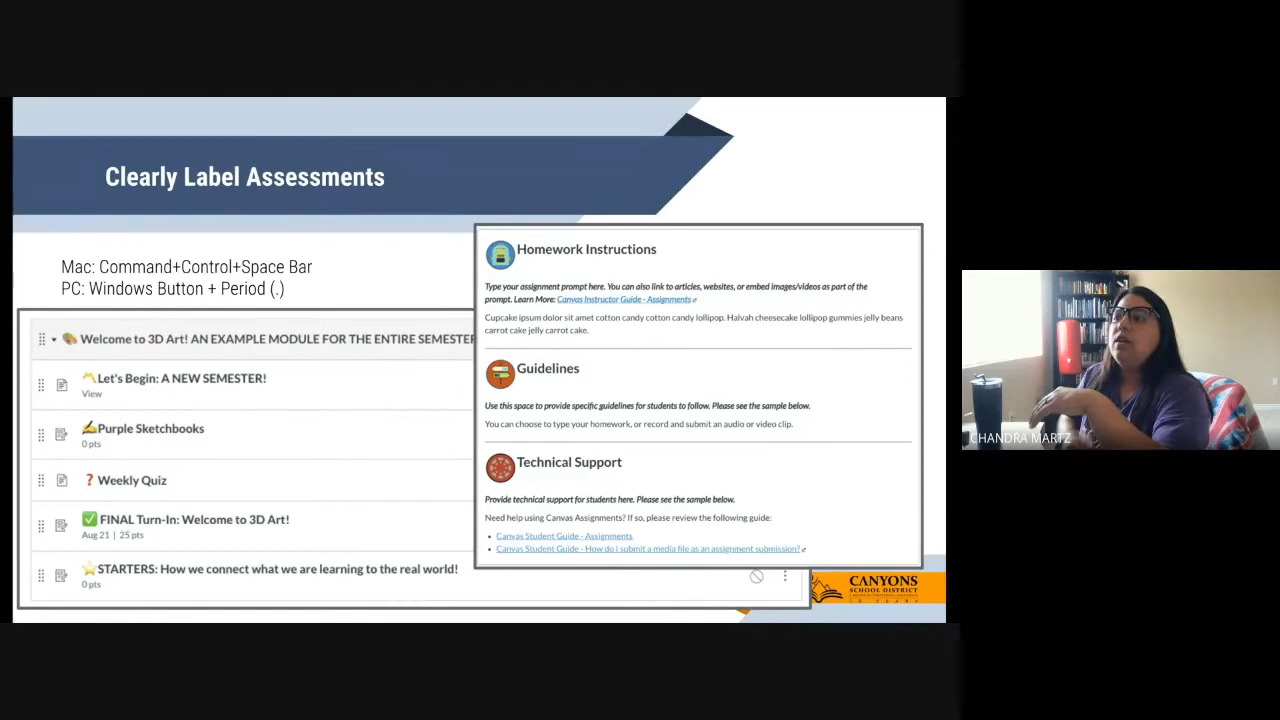 Clearly Label Assessments
Mac: Command+Control+Space Bar
PC: Windows Button + Period (.)
Welcome to 3D Art! AN EXAMPLE MODULE FOR THE ENTIRE SEMESTER
Let's Begin: A NEW SEMESTER!
View
Purple Sketchbooks
0 pts
Weekly Quiz
FINAL Turn-In: Welcome to 3D Art!
Aug 21 | 25 pts
STARTERS: How we connect what we are learning to the real world!
0 pts
Homework Instructions
Type your assignment prompt here. You can also link to articles, websites, or embed images/videos as part of the
prompt. Learn More: Canvas Instructor Guide - Assignments
Cupcake ipsum dolor sit amet cotton candy cotton candy lollipop. Halvah cheesecake lollipop gummies jelly beans
carrot cake jelly carrot cake.
Guidelines
Use this space to provide specific guidelines for students to follow. Please see the sample below.
You can choose to type your homework, or record and submit an audio or video clip.
Technical Support
Provide technical support for students here. Please see the sample below.
Need help using Canvas Assignments? If so, please review the following guide:
Canvas Student Guide - Assignments
Canvas Student Guide - How do I submit a media file as an assignment submission?
CANYONS
SCHOOL DISTRICT
CHANDRA MARTZ